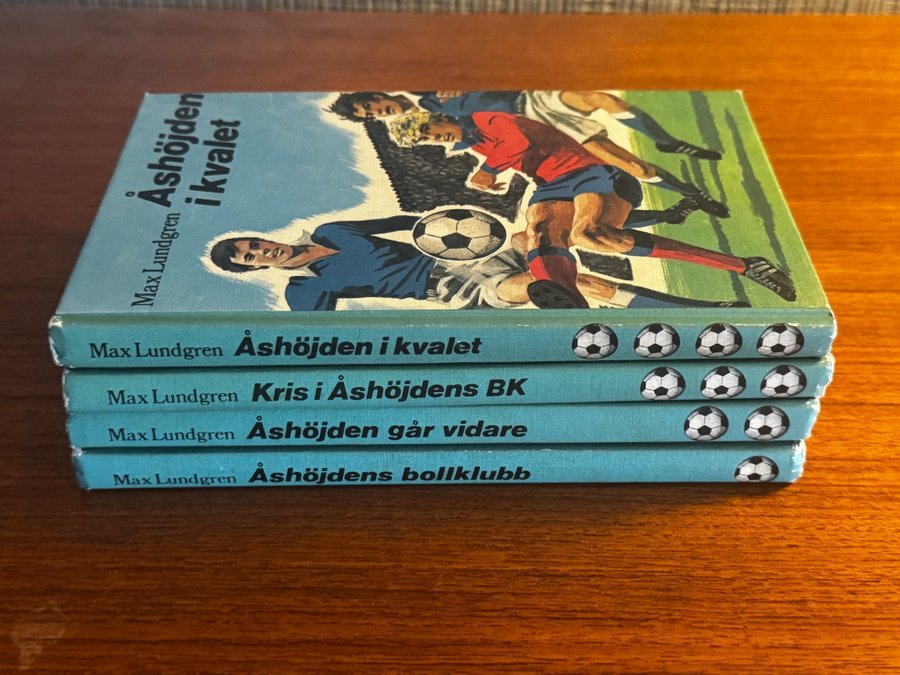 Max Lundgren
Åshöjden
i kvalet
Max Lundgren Åshöjden i kvalet
Max Lundgren Kris i Åshöjdens BK
Max Lundgren Åshöjden går vidare
Max Lundgren Åshöjdens bollklubb